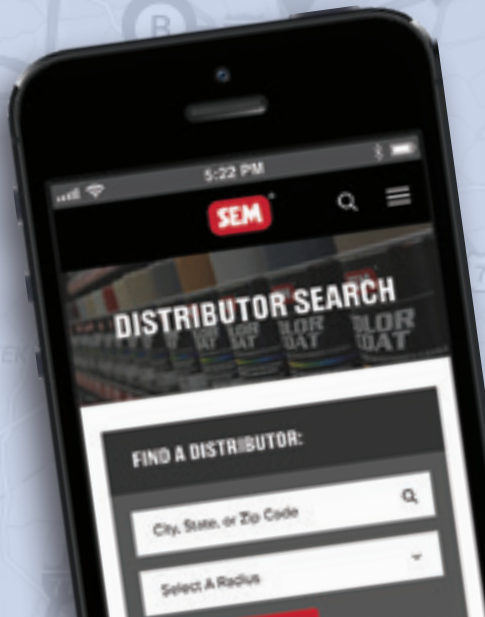 B
5:22 PM
SEM
DISTRIBUTOR SEARCH
COLOR COAT
FIND A DISTRIBUTOR:
City, State, or Zip Code
Select A Radius